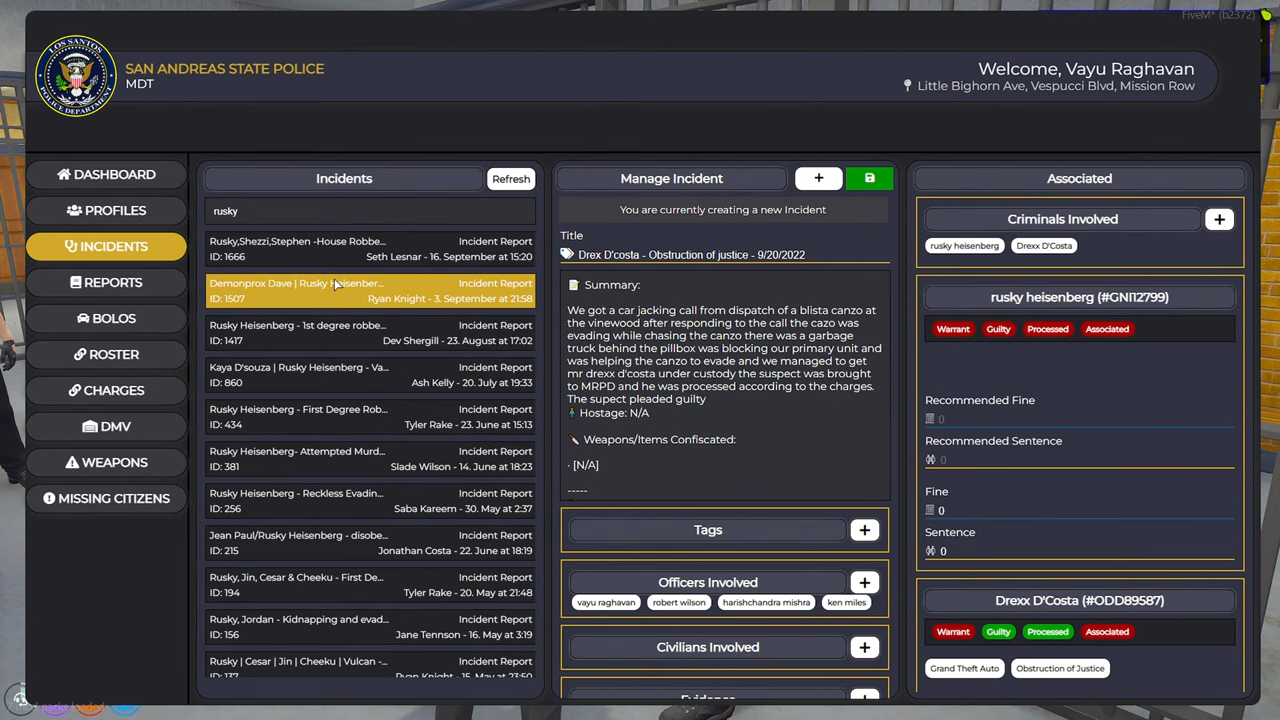 FiveM* (b2372)
LOS SANTOS
POLICE DEPARTMENT
SAN ANDREAS STATE POLICE
MDT
Welcome, Vayu Raghavan
Little Bighorn Ave, Vespucci Blvd, Mission Row
DASHBOARD
PROFILES
INCIDENTS
REPORTS
BOLOS
ROSTER
CHARGES
DMV
WEAPONS
MISSING CITIZENS
Incidents
Refresh
rusky
Rusky,Shezzi,Stephen -House Robbe... Incident Report
ID: 1666 Seth Lesnar - 16. September at 15:20
Demonprox Dave | Rusky Heisenber... Incident Report
ID: 1507 Ryan Knight - 3. September at 21:58
Rusky Heisenberg - 1st degree robbe... Incident Report
ID: 1417 Dev Shergill - 23. August at 17:02
Kaya D'souza | Rusky Heisenberg - Va... Incident Report
ID: 860 Ash Kelly - 20. July at 19:33
Rusky Heisenberg - First Degree Rob... Incident Report
ID: 434 Tyler Rake - 23. June at 15:13
Rusky Heisenberg- Attempted Murd... Incident Report
ID: 381 Slade Wilson - 14. June at 18:23
Rusky Heisenberg - Reckless Evadin... Incident Report
ID: 256 Saba Kareem - 30. May at 2:37
Jean Paul/Rusky Heisenberg - disobe... Incident Report
ID: 215 Jonathan Costa - 22. June at 18:19
Rusky, Jin, Cesar & Cheeku - First De... Incident Report
ID: 194 Tyler Rake - 20. May at 21:48
Rusky, Jordan - Kidnapping and evad... Incident Report
ID: 156 Jane Tennson - 16. May at 3:19
Rusky | Cesar | Jin | Cheeku | Vulcan -... Incident Report
ID: 137 Ryan Knight - 15. May at 23:50
Manage Incident
+
You are currently creating a new Incident
Title
Drex D'costa - Obstruction of justice - 9/20/2022
Summary:
We got a car jacking call from dispatch of a blista canzo at
the vinewood after responding to the call the cazo was
evading while chasing the canzo there was a garbage
truck behind the pillbox was blocking our primary unit and
was helping the canzo to evade and we managed to get
mr drexx d'costa under custody the suspect was brought
to MRPD and he was processed according to the charges.
The supect pleaded guilty
Hostage: N/A
Weapons/Items Confiscated:
· [N/A]
-----
Tags +
Officers Involved +
vayu raghavan robert wilson harishchandra mishra ken miles
Civilians Involved +
Evidence +
Associated
Criminals Involved +
rusky heisenberg Drexx D'Costa
rusky heisenberg (#GNI12799)
Warrant Guilty Processed Associated
Recommended Fine
0
Recommended Sentence
0
Fine
0
Sentence
0
Drexx D'Costa (#ODD89587)
Warrant Guilty Processed Associated
Grand Theft Auto Obstruction of Justice